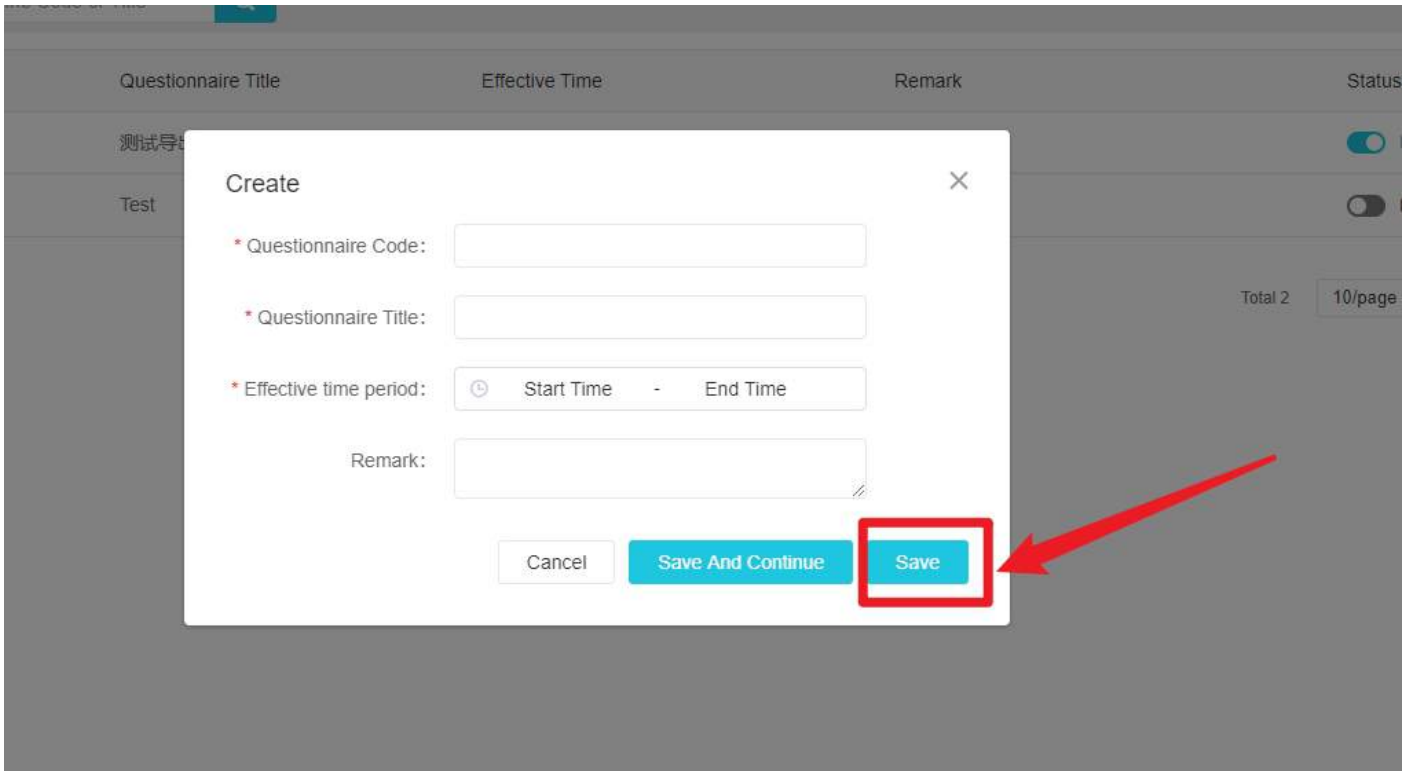 Questionnaire Title Effective Time Remark Status
测试导出
Test
Create
* Questionnaire Code:
* Questionnaire Title:
* Effective time period: Start Time - End Time
Remark:
Total 2 10/page
Cancel Save And Continue Save